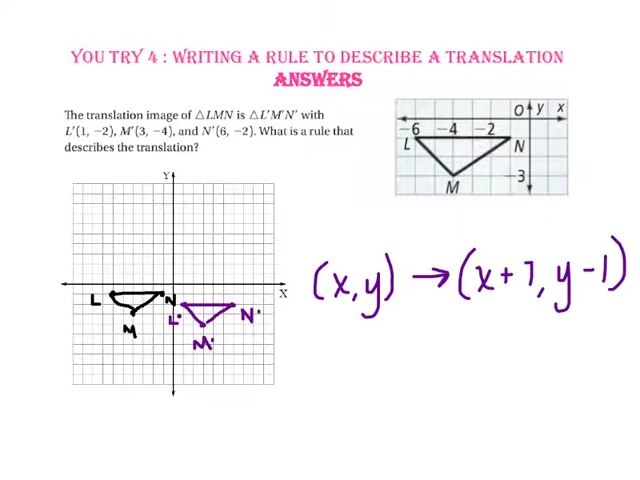 YOU TRY 4 : WRITING A RULE TO DESCRIBE A TRANSLATION
ANSWERS
The translation image of △LMN is △L′M′N′ with
L′(1, −2), M′(3, −4), and N′(6, −2). What is a rule that
describes the translation?
O y x
−6 −4 −2
L N
M −3
Y
X
L N
M
L' N'
M'
(x, y) → (x + 7, y − 1)